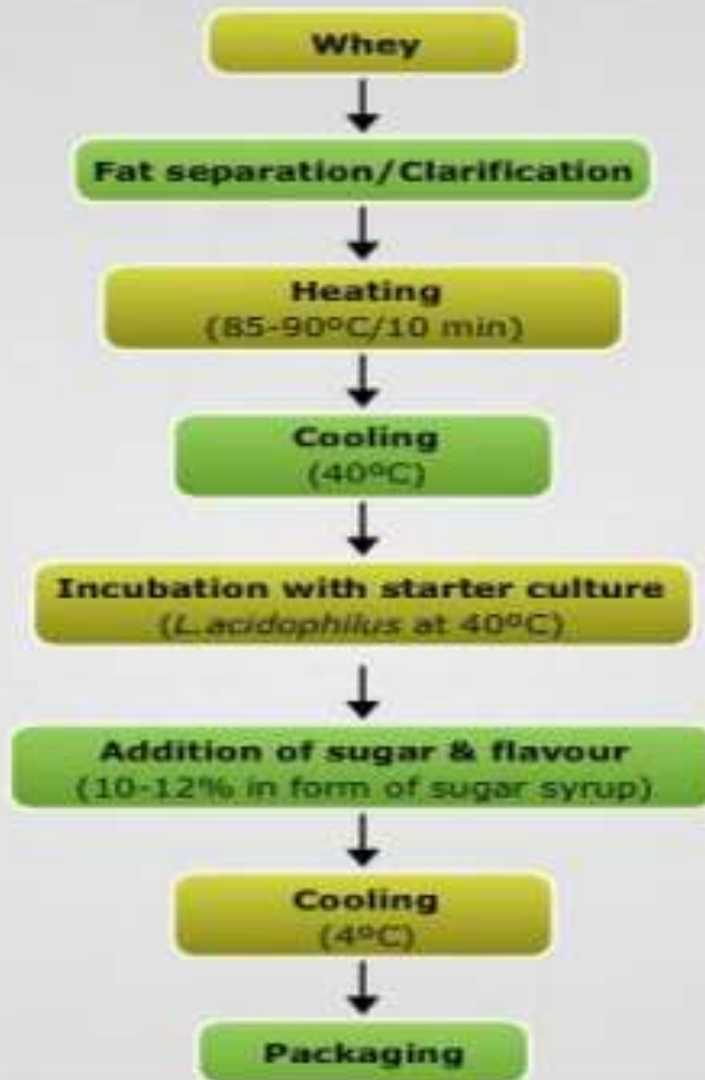 Whey
Fat separation/Clarification
Heating
(85-90ºC/10 min)
Cooling
(40ºC)
Incubation with starter culture
(L.acidophilus at 40ºC)
Addition of sugar & flavour
(10-12% in form of sugar syrup)
Cooling
(4ºC)
Packaging